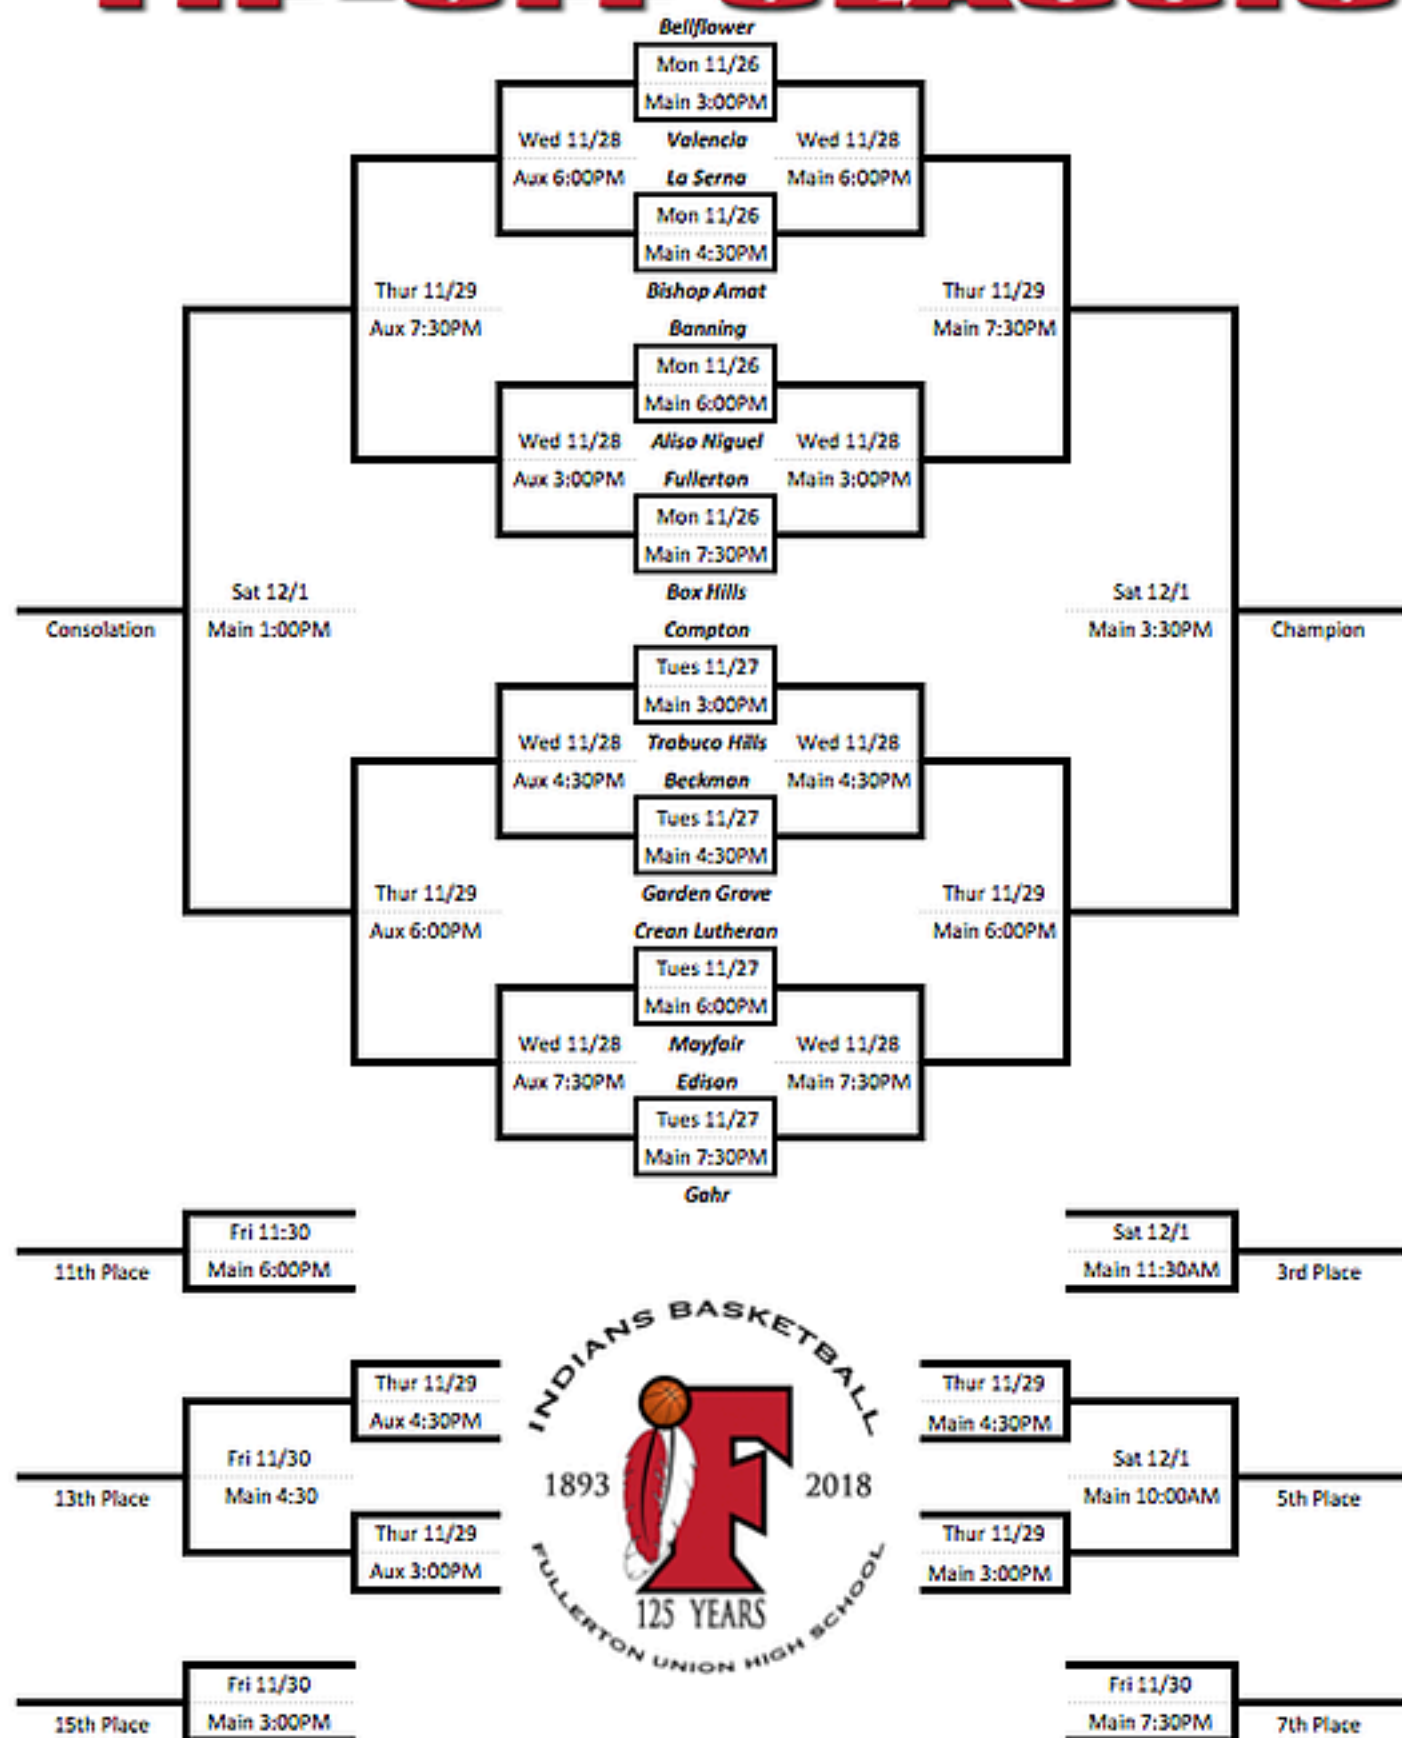 TIP-OFF CLASSIC
Bellflower
Mon 11/26
Main 3:00PM
Wed 11/28 Valencia Wed 11/28
Aux 6:00PM La Serna Main 6:00PM
Mon 11/26
Main 4:30PM
Thur 11/29 Bishop Amat Thur 11/29
Aux 7:30PM Banning Main 7:30PM
Mon 11/26
Main 6:00PM
Wed 11/28 Aliso Niguel Wed 11/28
Aux 3:00PM Fullerton Main 3:00PM
Mon 11/26
Main 7:30PM
Sat 12/1 Box Hills Sat 12/1
Consolation Main 1:00PM Compton Main 3:30PM Champion
Tues 11/27
Main 3:00PM
Wed 11/28 Trabuco Hills Wed 11/28
Aux 4:30PM Beckman Main 4:30PM
Tues 11/27
Main 4:30PM
Thur 11/29 Garden Grove Thur 11/29
Aux 6:00PM Crean Lutheran Main 6:00PM
Tues 11/27
Main 6:00PM
Wed 11/28 Mayfair Wed 11/28
Aux 7:30PM Edison Main 7:30PM
Tues 11/27
Main 7:30PM
Gahr
Fri 11:30 Sat 12/1
11th Place Main 6:00PM Main 11:30AM 3rd Place
INDIANS BASKETBALL
Thur 11/29 Thur 11/29
Aux 4:30PM Main 4:30PM
Fri 11/30 1893 F 2018 Sat 12/1
13th Place Main 4:30 Main 10:00AM 5th Place
Thur 11/29 Thur 11/29
Aux 3:00PM Main 3:00PM
125 YEARS
FULLERTON UNION HIGH SCHOOL
Fri 11/30 Fri 11/30
15th Place Main 3:00PM Main 7:30PM 7th Place